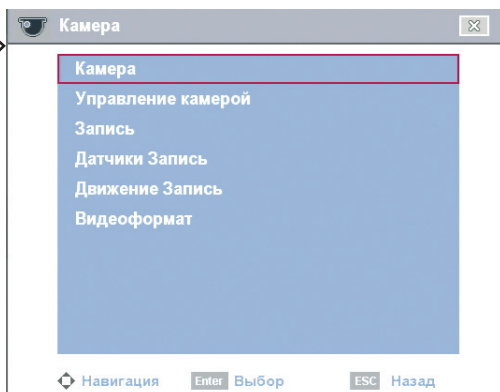 Камера
Камера
Управление камерой
Запись
Датчики Запись
Движение Запись
Видеоформат
Навигация Enter Выбор ESC Назад